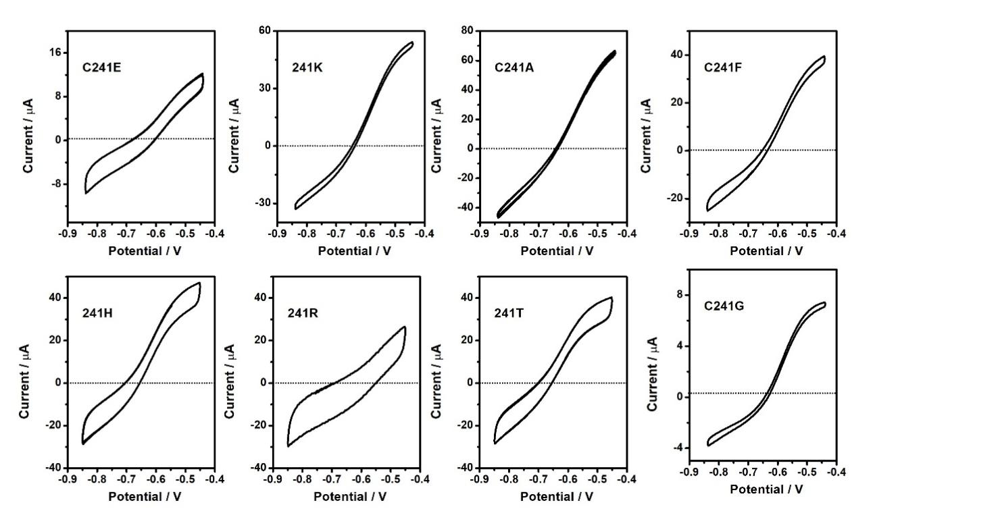 C241E
16
8
0
-8
-0.9 -0.8 -0.7 -0.6 -0.5 -0.4
Potential / V
Current / μA
241K
60
30
0
-30
-0.9 -0.8 -0.7 -0.6 -0.5 -0.4
Potential / V
Current / μA
C241A
80
60
40
20
0
-20
-40
-0.9 -0.8 -0.7 -0.6 -0.5 -0.4
Potential / V
Current / μA
C241F
40
20
0
-20
-0.9 -0.8 -0.7 -0.6 -0.5 -0.4
Potential / V
Current / μA
241H
40
20
0
-20
-40
-0.9 -0.8 -0.7 -0.6 -0.5 -0.4
Potential / V
Current / μA
241R
40
20
0
-20
-40
-0.9 -0.8 -0.7 -0.6 -0.5 -0.4
Potential / V
Current / μA
241T
40
20
0
-20
-40
-0.9 -0.8 -0.7 -0.6 -0.5 -0.4
Potential / V
Current / μA
C241G
8
4
0
-4
-0.9 -0.8 -0.7 -0.6 -0.5 -0.4
Potential / V
Current / μA